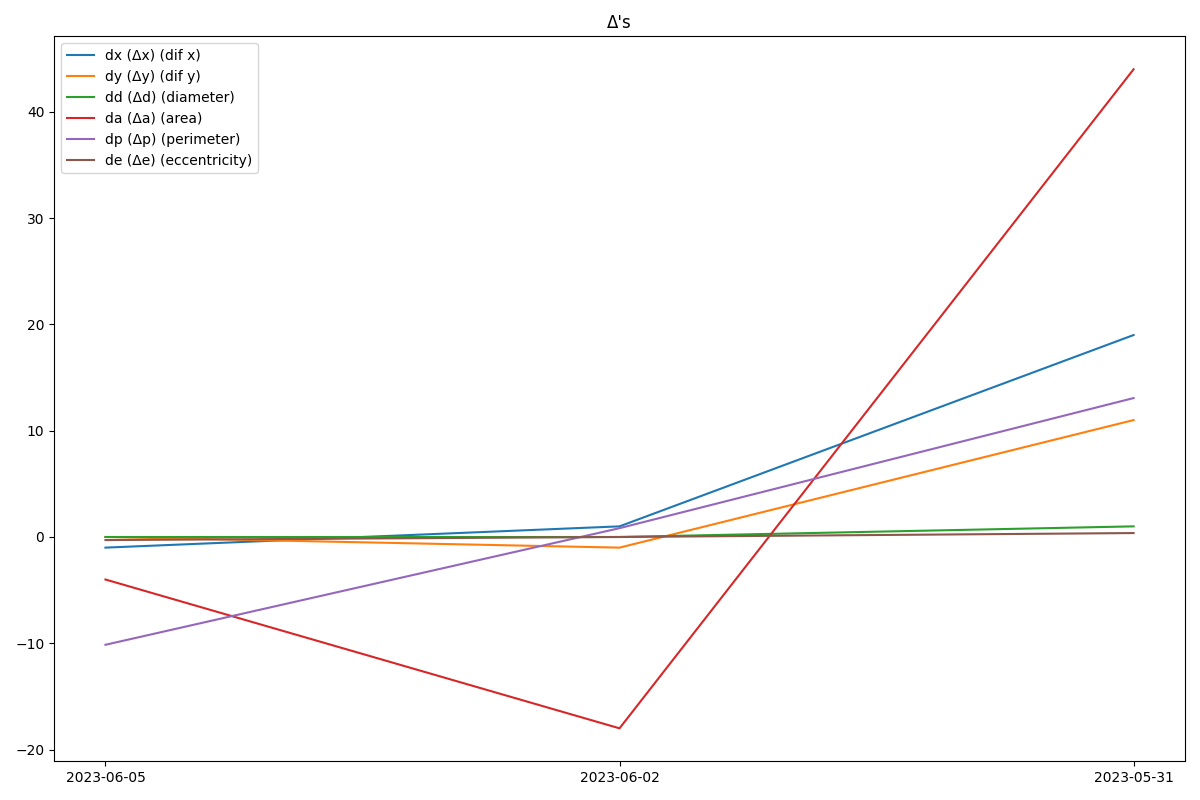 Δ's
dx (Δx) (dif x)
dy (Δy) (dif y)
dd (Δd) (diameter)
da (Δa) (area)
dp (Δp) (perimeter)
de (Δe) (eccentricity)
40
30
20
10
0
−10
−20
2023-06-05 2023-06-02 2023-05-31